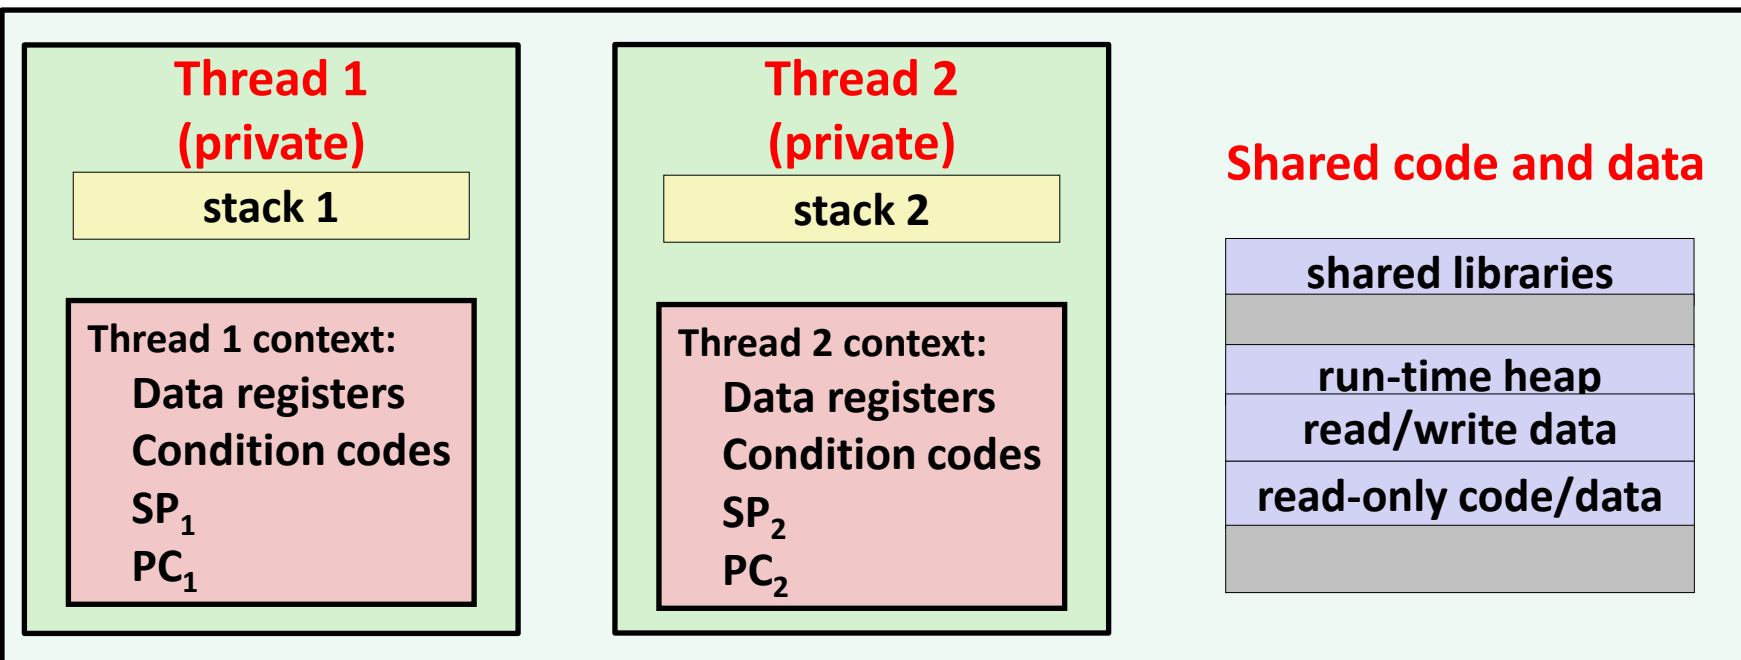 Thread 1
(private)
stack 1
Thread 1 context:
Data registers
Condition codes
SP₁
PC₁
Thread 2
(private)
stack 2
Thread 2 context:
Data registers
Condition codes
SP₂
PC₂
Shared code and data
shared libraries
run-time heap
read/write data
read-only code/data